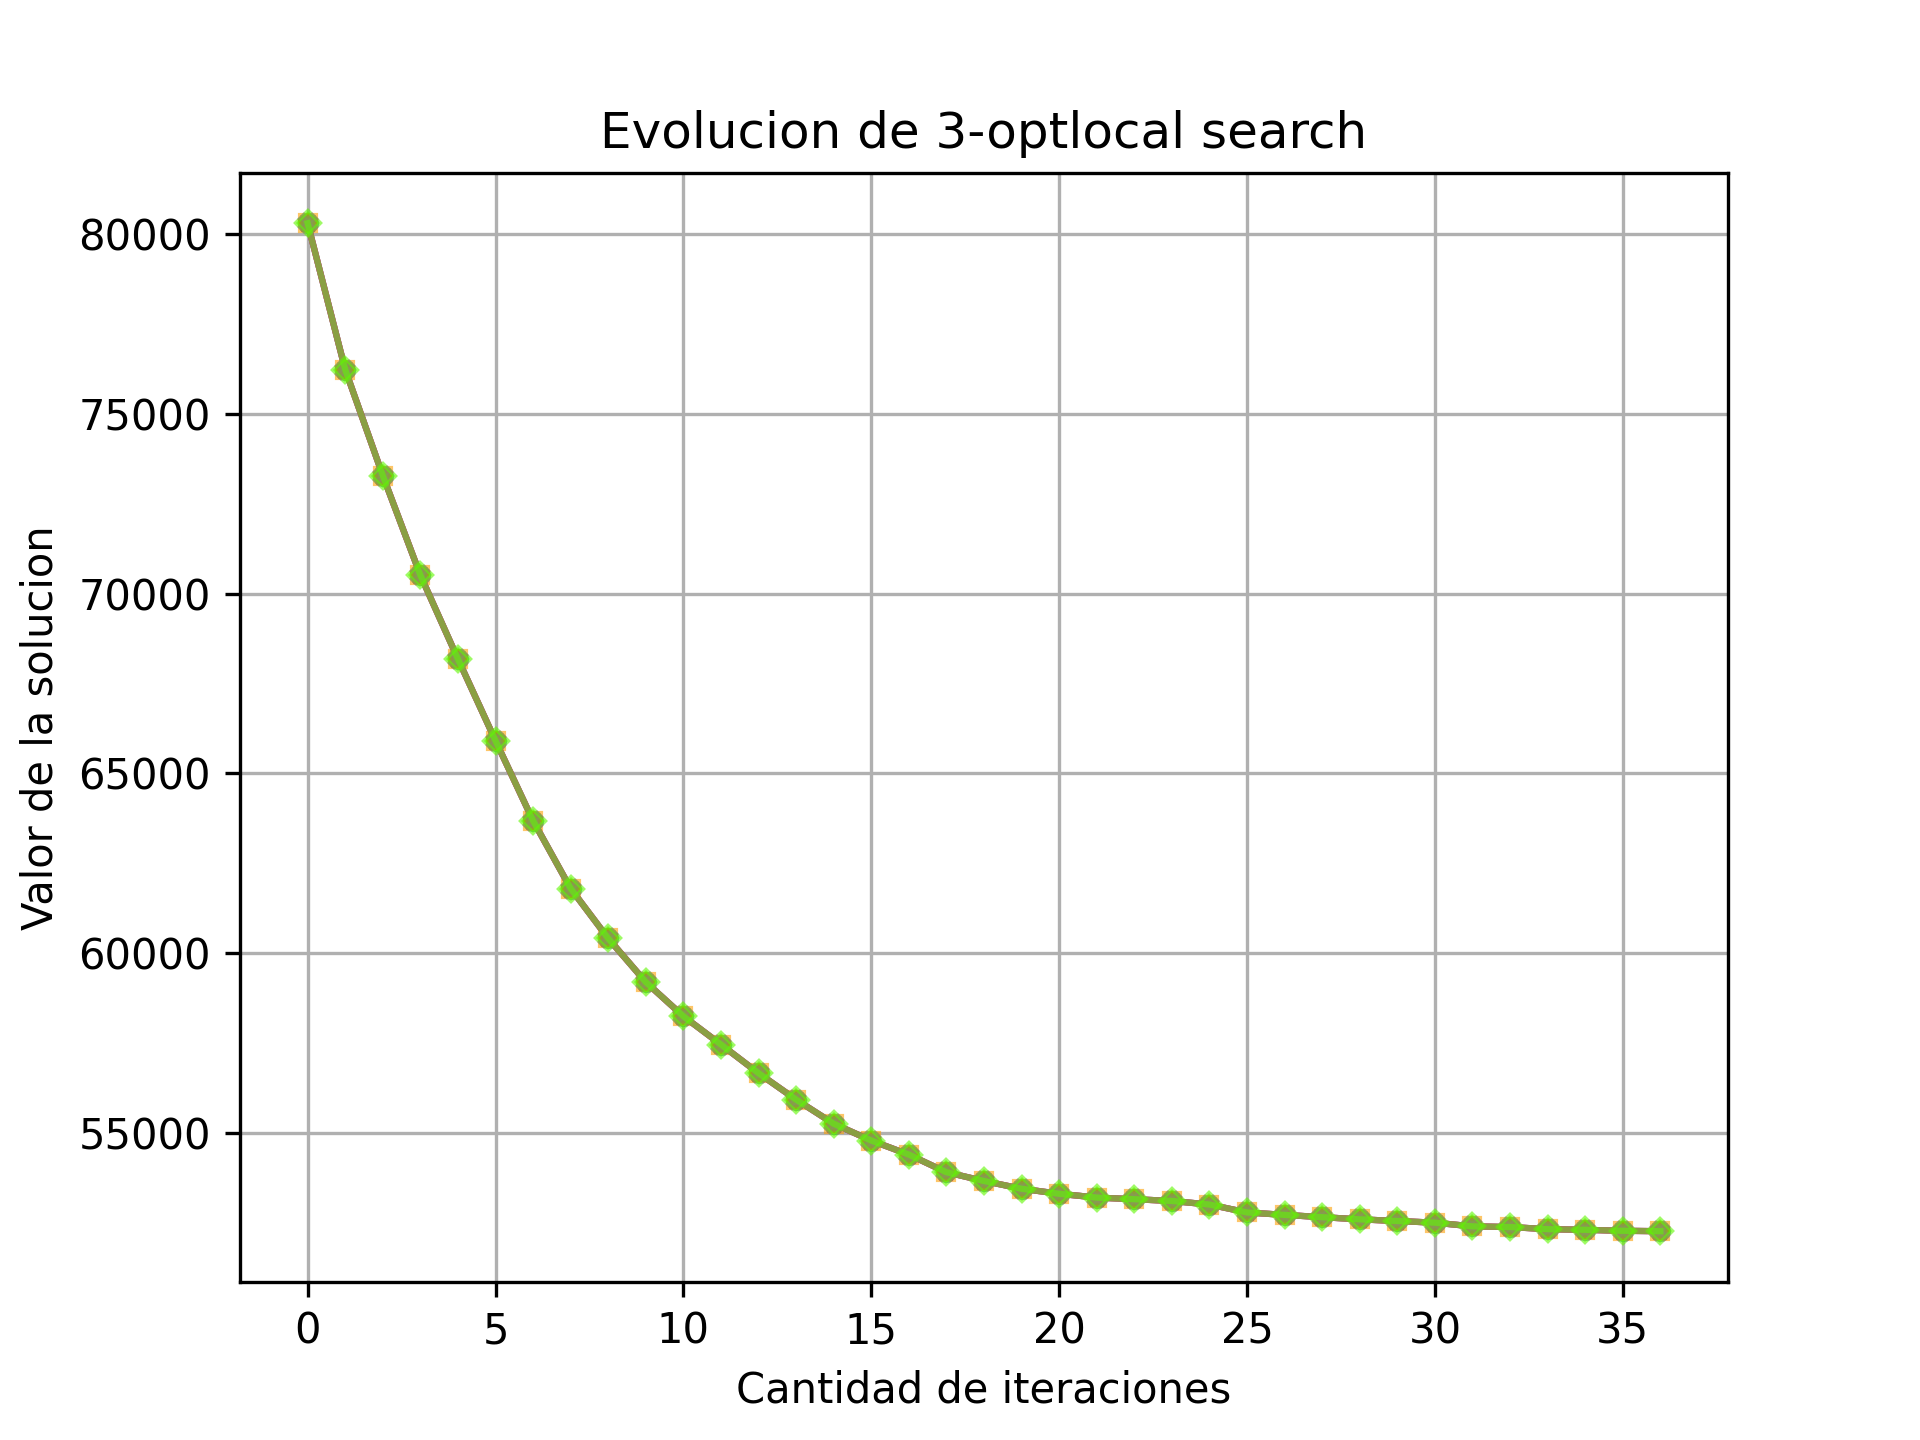 Evolucion de 3-optlocal search
Valor de la solucion
80000
75000
70000
65000
60000
55000
0 5 10 15 20 25 30 35
Cantidad de iteraciones